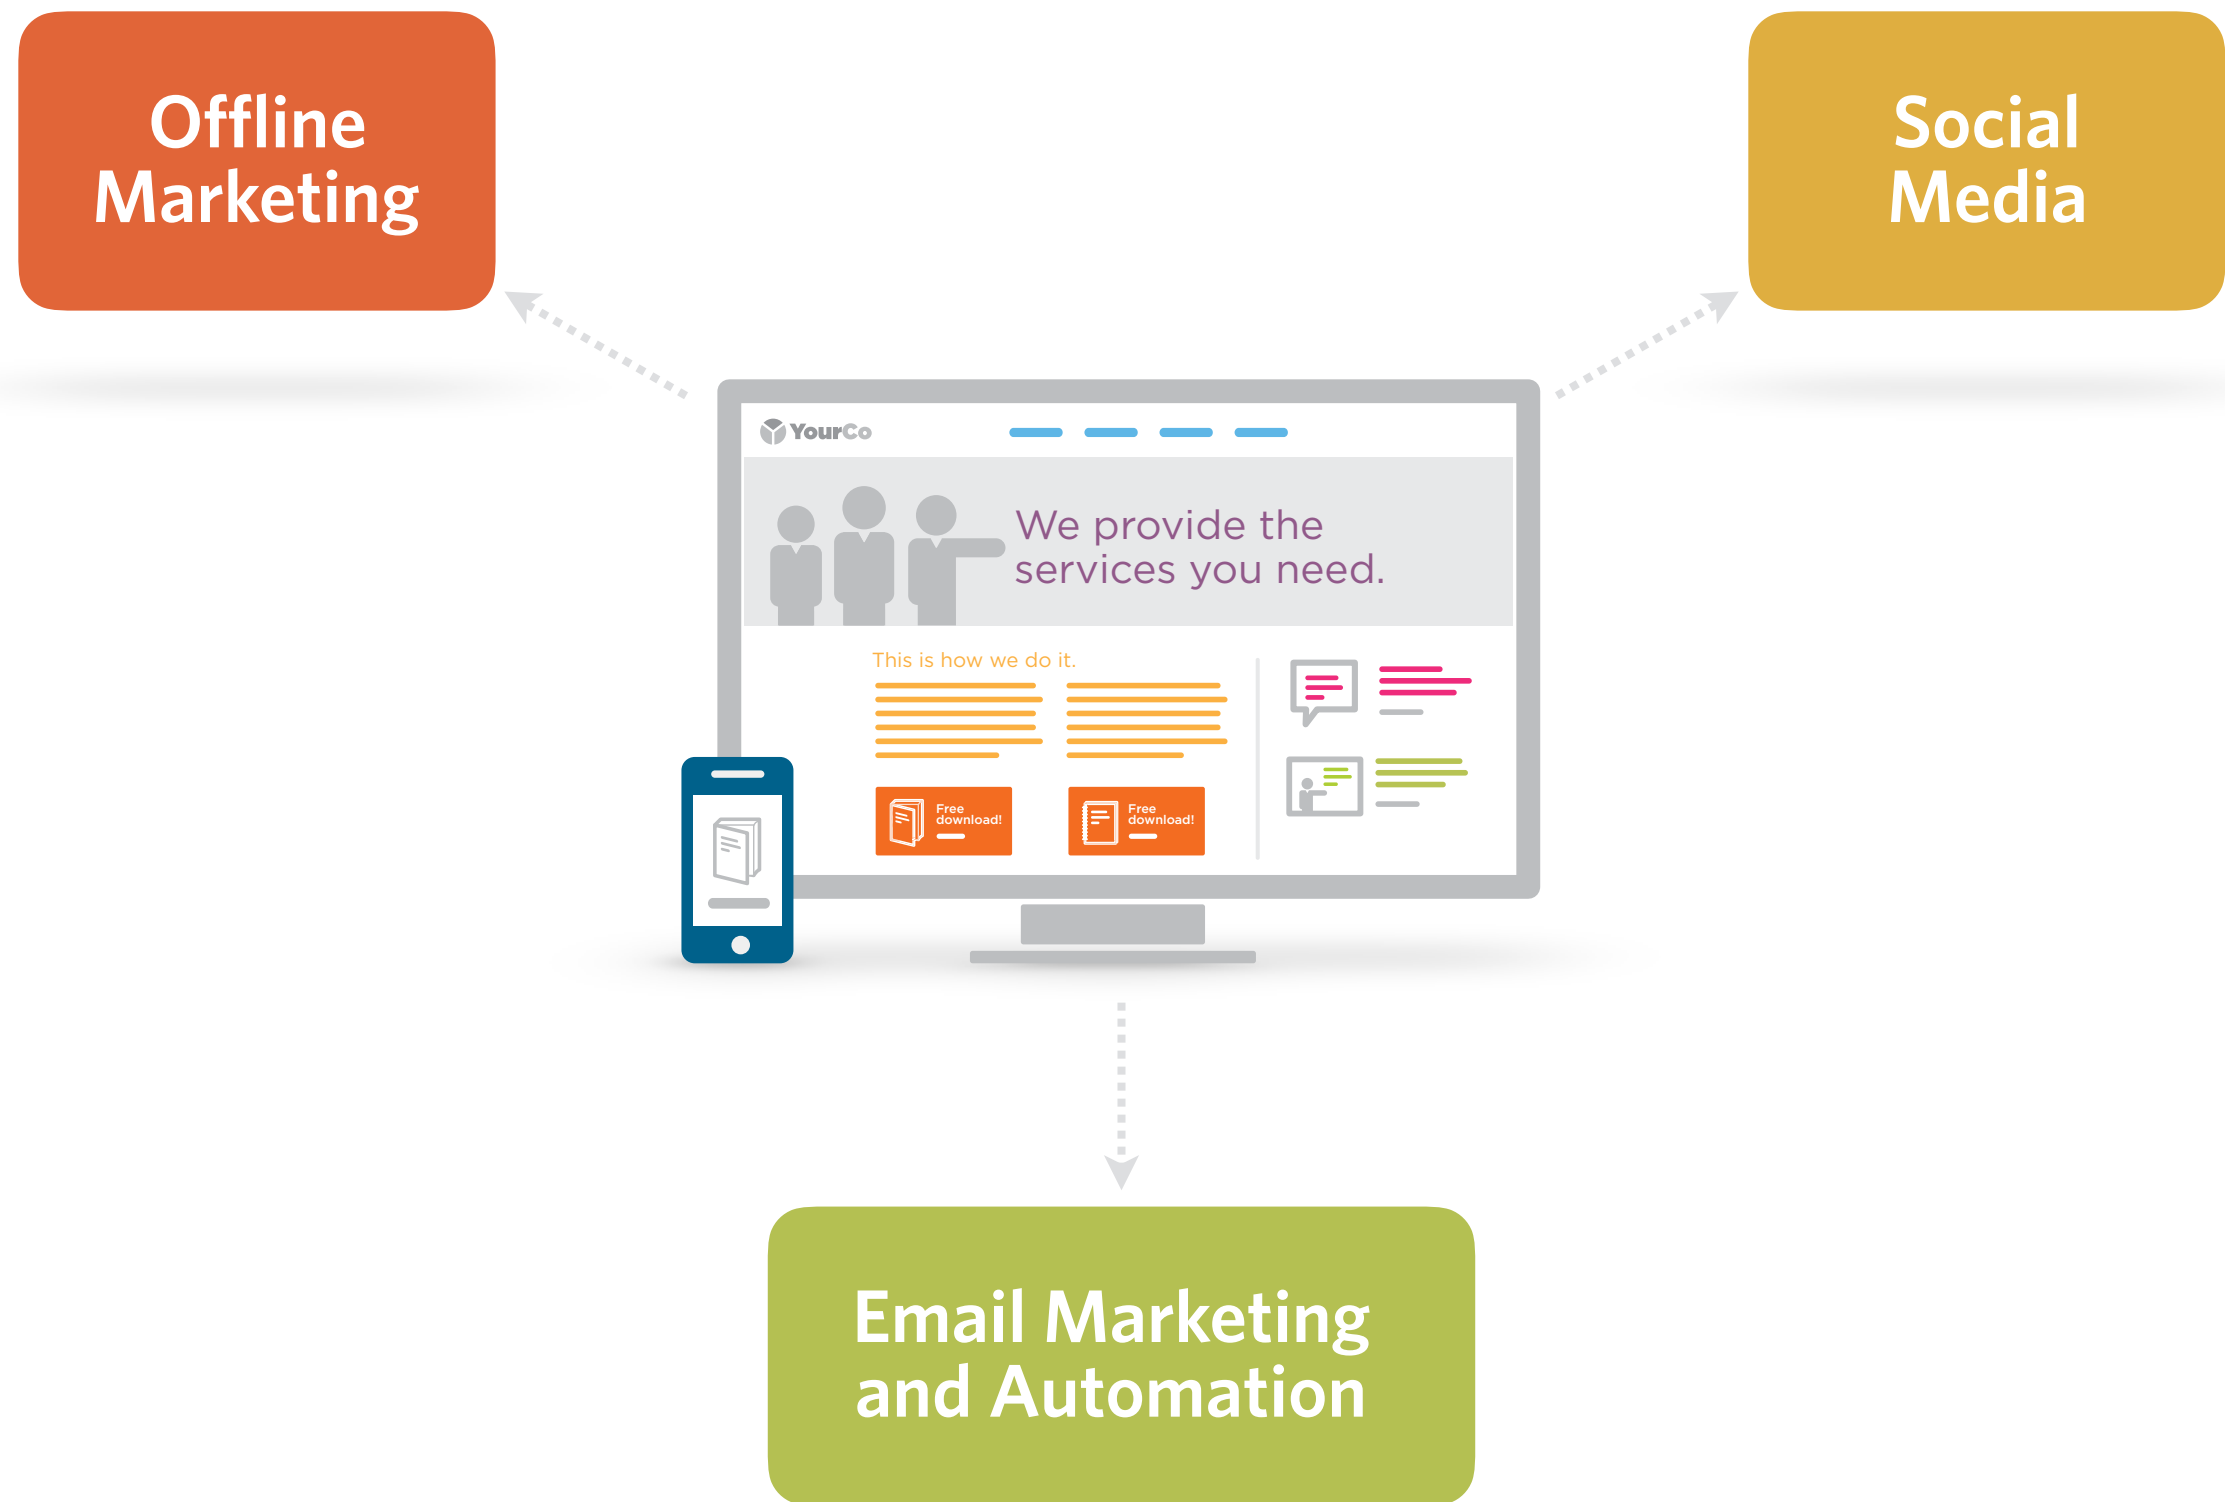 Offline
Marketing
Social
Media
YourCo
We provide the
services you need.
This is how we do it.
Free
download!
Free
download!
Email Marketing
and Automation